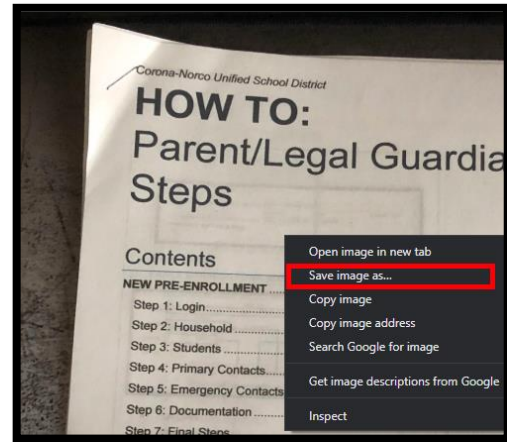 Corona-Norco Unified School District
HOW TO:
Parent/Legal Guardia
Steps
Contents
NEW PRE-ENROLLMENT
Step 1: Login
Step 2: Household
Step 3: Students
Step 4: Primary Contacts
Step 5: Emergency Contacts
Step 6: Documentation
Step 7: Final Steps
Open image in new tab
Save image as...
Copy image
Copy image address
Search Google for image
Get image descriptions from Google
Inspect